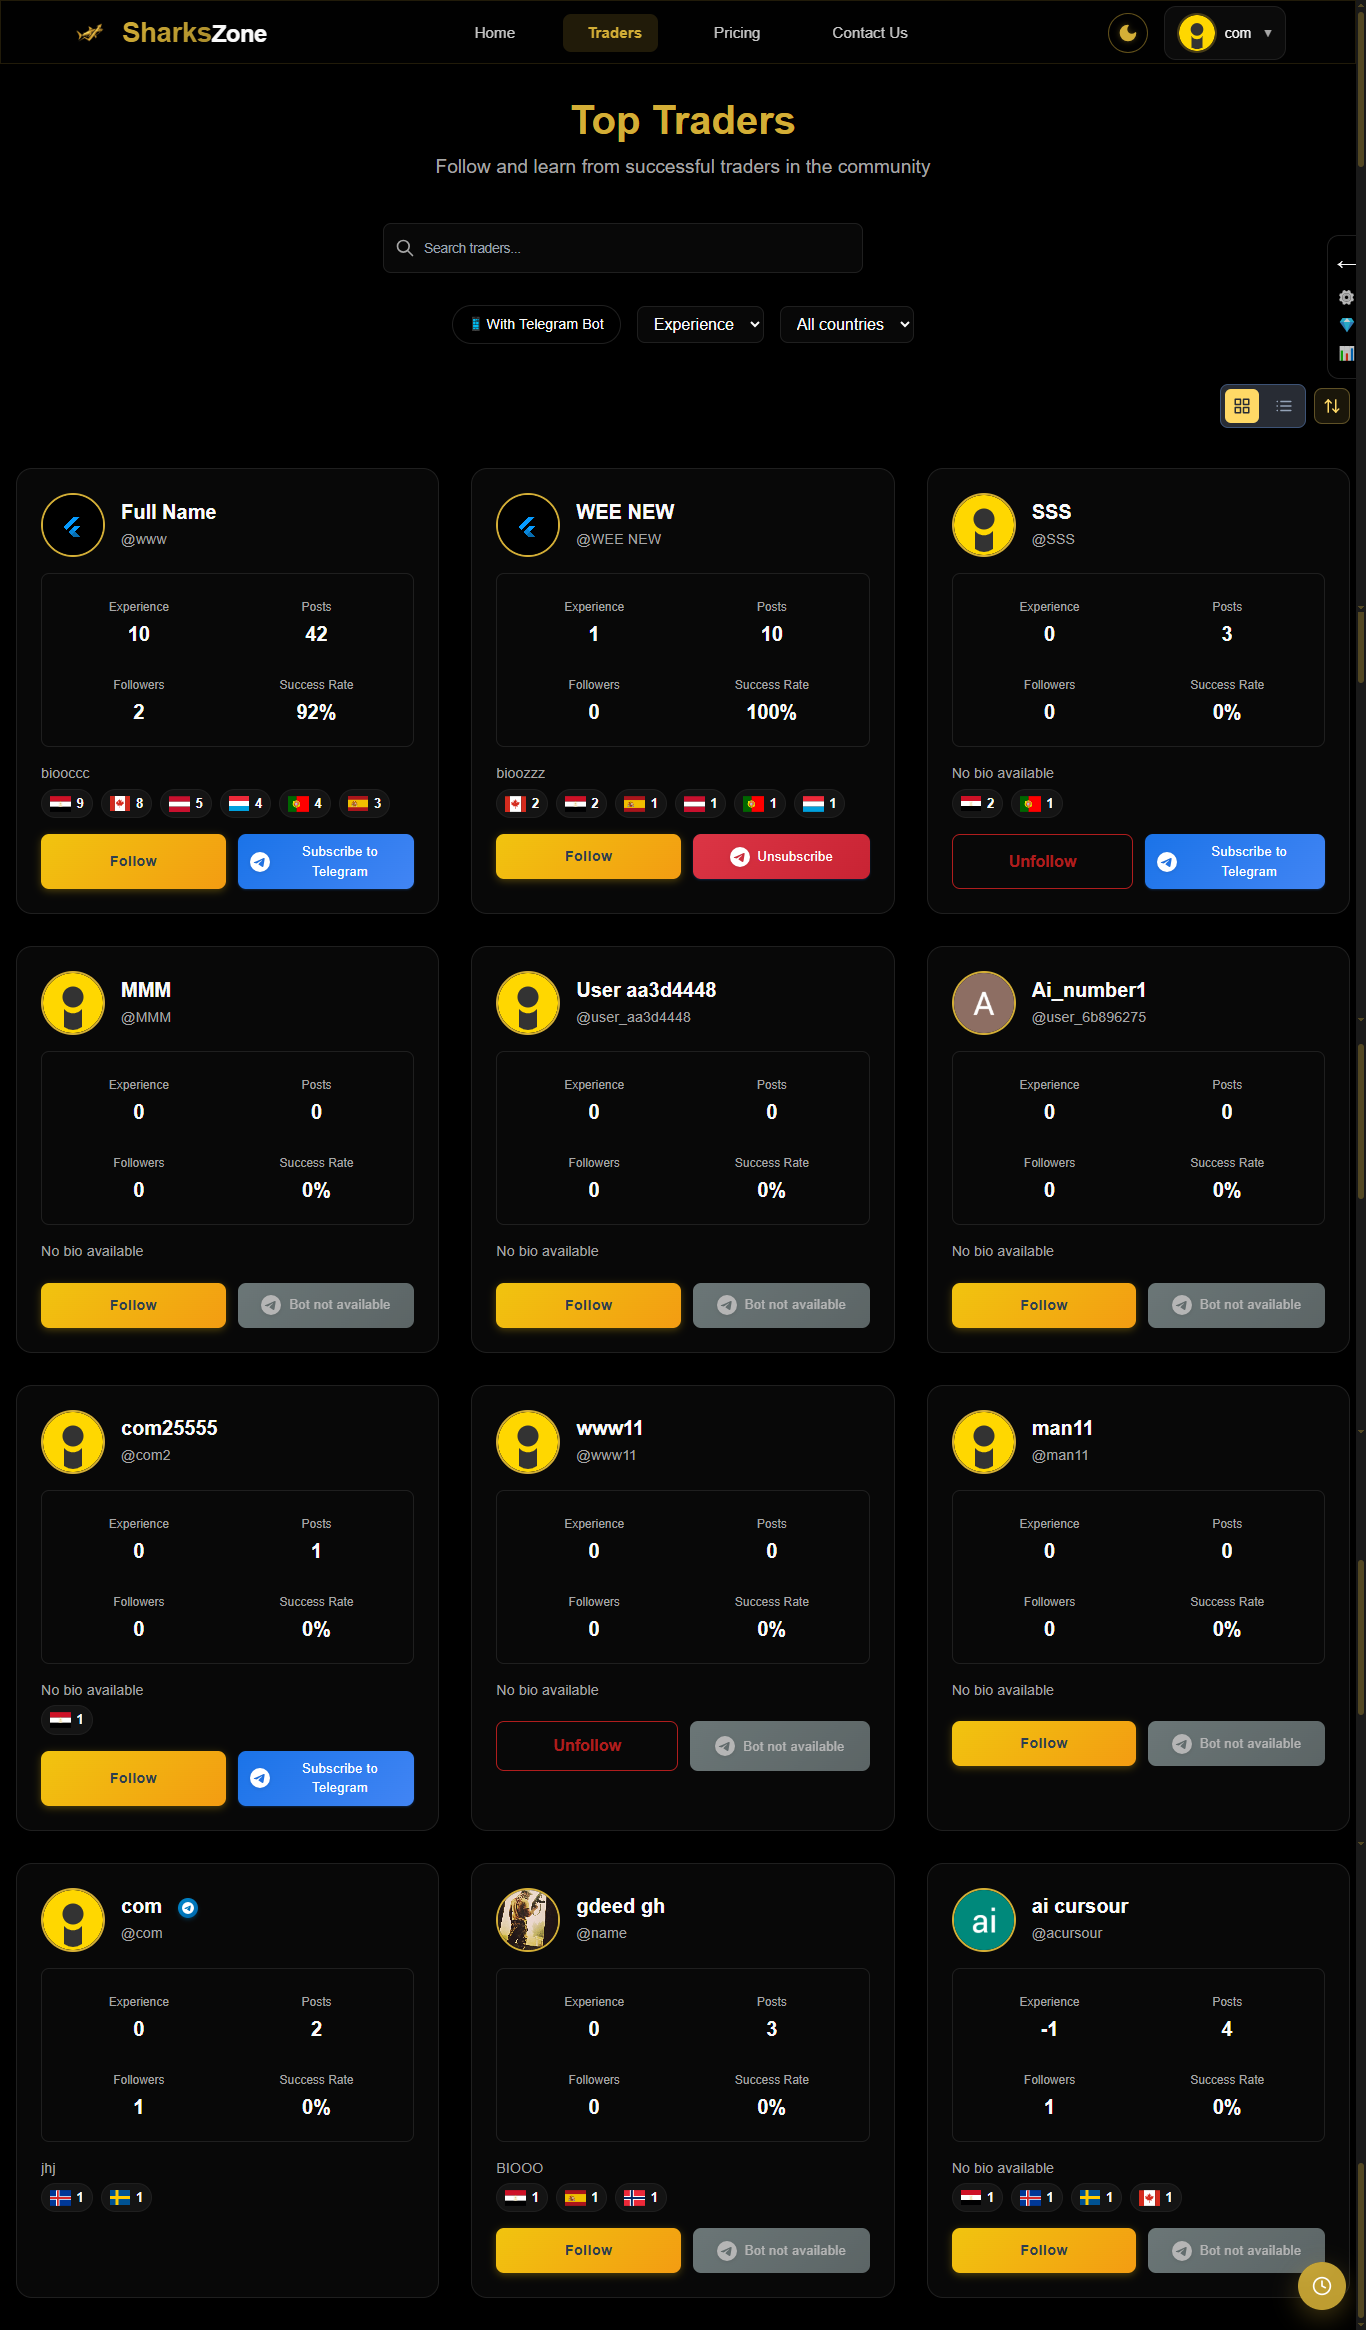 SharksZone
Home
Traders
Pricing
Contact Us
com ▼
Top Traders
Follow and learn from successful traders in the community
Search traders...
With Telegram Bot
Experience
All countries
Full Name
@www
Experience
10
Posts
42
Followers
2
Success Rate
92%
biooccc
9 8 5 4 4 3
Follow
Subscribe to
Telegram
WEE NEW
@WEE NEW
Experience
1
Posts
10
Followers
0
Success Rate
100%
bioozzz
2 2 1 1 1 1
Follow
Unsubscribe
SSS
@SSS
Experience
0
Posts
3
Followers
0
Success Rate
0%
No bio available
2 1
Unfollow
Subscribe to
Telegram
MMM
@MMM
Experience
0
Posts
0
Followers
0
Success Rate
0%
No bio available
Follow
Bot not available
User aa3d4448
@user_aa3d4448
Experience
0
Posts
0
Followers
0
Success Rate
0%
No bio available
Follow
Bot not available
A
Ai_number1
@user_6b896275
Experience
0
Posts
0
Followers
0
Success Rate
0%
No bio available
Follow
Bot not available
com25555
@com2
Experience
0
Posts
1
Followers
0
Success Rate
0%
No bio available
1
Follow
Subscribe to
Telegram
www11
@www11
Experience
0
Posts
0
Followers
0
Success Rate
0%
No bio available
Unfollow
Bot not available
man11
@man11
Experience
0
Posts
0
Followers
0
Success Rate
0%
No bio available
Follow
Bot not available
com
@com
Experience
0
Posts
2
Followers
1
Success Rate
0%
jhj
1 1
gdeed gh
@name
Experience
0
Posts
3
Followers
0
Success Rate
0%
BIOOO
1 1 1
Follow
Bot not available
ai
ai cursour
@acursour
Experience
-1
Posts
4
Followers
1
Success Rate
0%
No bio available
1 1 1 1
Follow
Bot not available